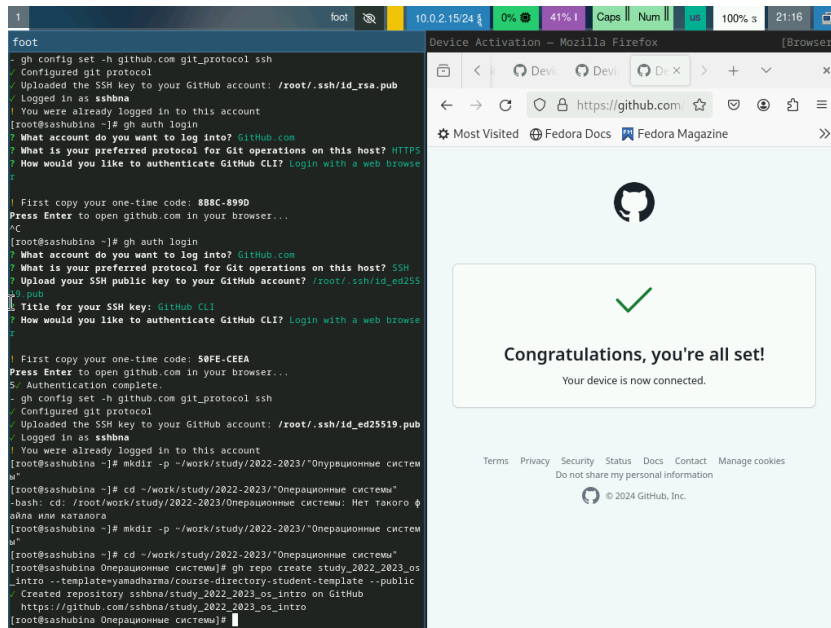 1
foot
10.0.2.15/24
0%
41%
Caps
Num
us
100%
21:16
foot
- gh config set -h github.com git_protocol ssh
✓ Configured git protocol
✓ Uploaded the SSH key to your GitHub account: /root/.ssh/id_rsa.pub
✓ Logged in as sshbna
! You were already logged in to this account
[root@sashubina ~]# gh auth login
? What account do you want to log into? GitHub.com
? What is your preferred protocol for Git operations on this host? HTTPS
? How would you like to authenticate GitHub CLI? Login with a web browse
r
! First copy your one-time code: 8B8C-899D
Press Enter to open github.com in your browser...
^C
[root@sashubina ~]# gh auth login
? What account do you want to log into? GitHub.com
? What is your preferred protocol for Git operations on this host? SSH
? Upload your SSH public key to your GitHub account? /root/.ssh/id_ed255
19.pub
? Title for your SSH key: GitHub CLI
? How would you like to authenticate GitHub CLI? Login with a web browse
r
! First copy your one-time code: 50FE-CEEA
Press Enter to open github.com in your browser...
5✓ Authentication complete.
- gh config set -h github.com git_protocol ssh
✓ Configured git protocol
✓ Uploaded the SSH key to your GitHub account: /root/.ssh/id_ed25519.pub
✓ Logged in as sshbna
! You were already logged in to this account
[root@sashubina ~]# mkdir -p ~/work/study/2022-2023/"Опурвционные систем
ы"
[root@sashubina ~]# cd ~/work/study/2022-2023/"Операционные системы"
-bash: cd: /root/work/study/2022-2023/Операционные системы: Нет такого ф
айла или каталога
[root@sashubina ~]# mkdir -p ~/work/study/2022-2023/"Операционные систем
ы"
[root@sashubina ~]# cd ~/work/study/2022-2023/"Операционные системы"
[root@sashubina Операционные системы]# gh repo create study_2022_2023_os
_intro --template=yamadharma/course-directory-student-template --public
✓ Created repository sshbna/study_2022_2023_os_intro on GitHub
https://github.com/sshbna/study_2022_2023_os_intro
[root@sashubina Операционные системы]#
Device Activation — Mozilla Firefox
[Browser
Devic
Devi
De
https://github.com/
Most Visited
Fedora Docs
Fedora Magazine
Congratulations, you're all set!
Your device is now connected.
Terms Privacy Security Status Docs Contact Manage cookies
Do not share my personal information
© 2024 GitHub, Inc.